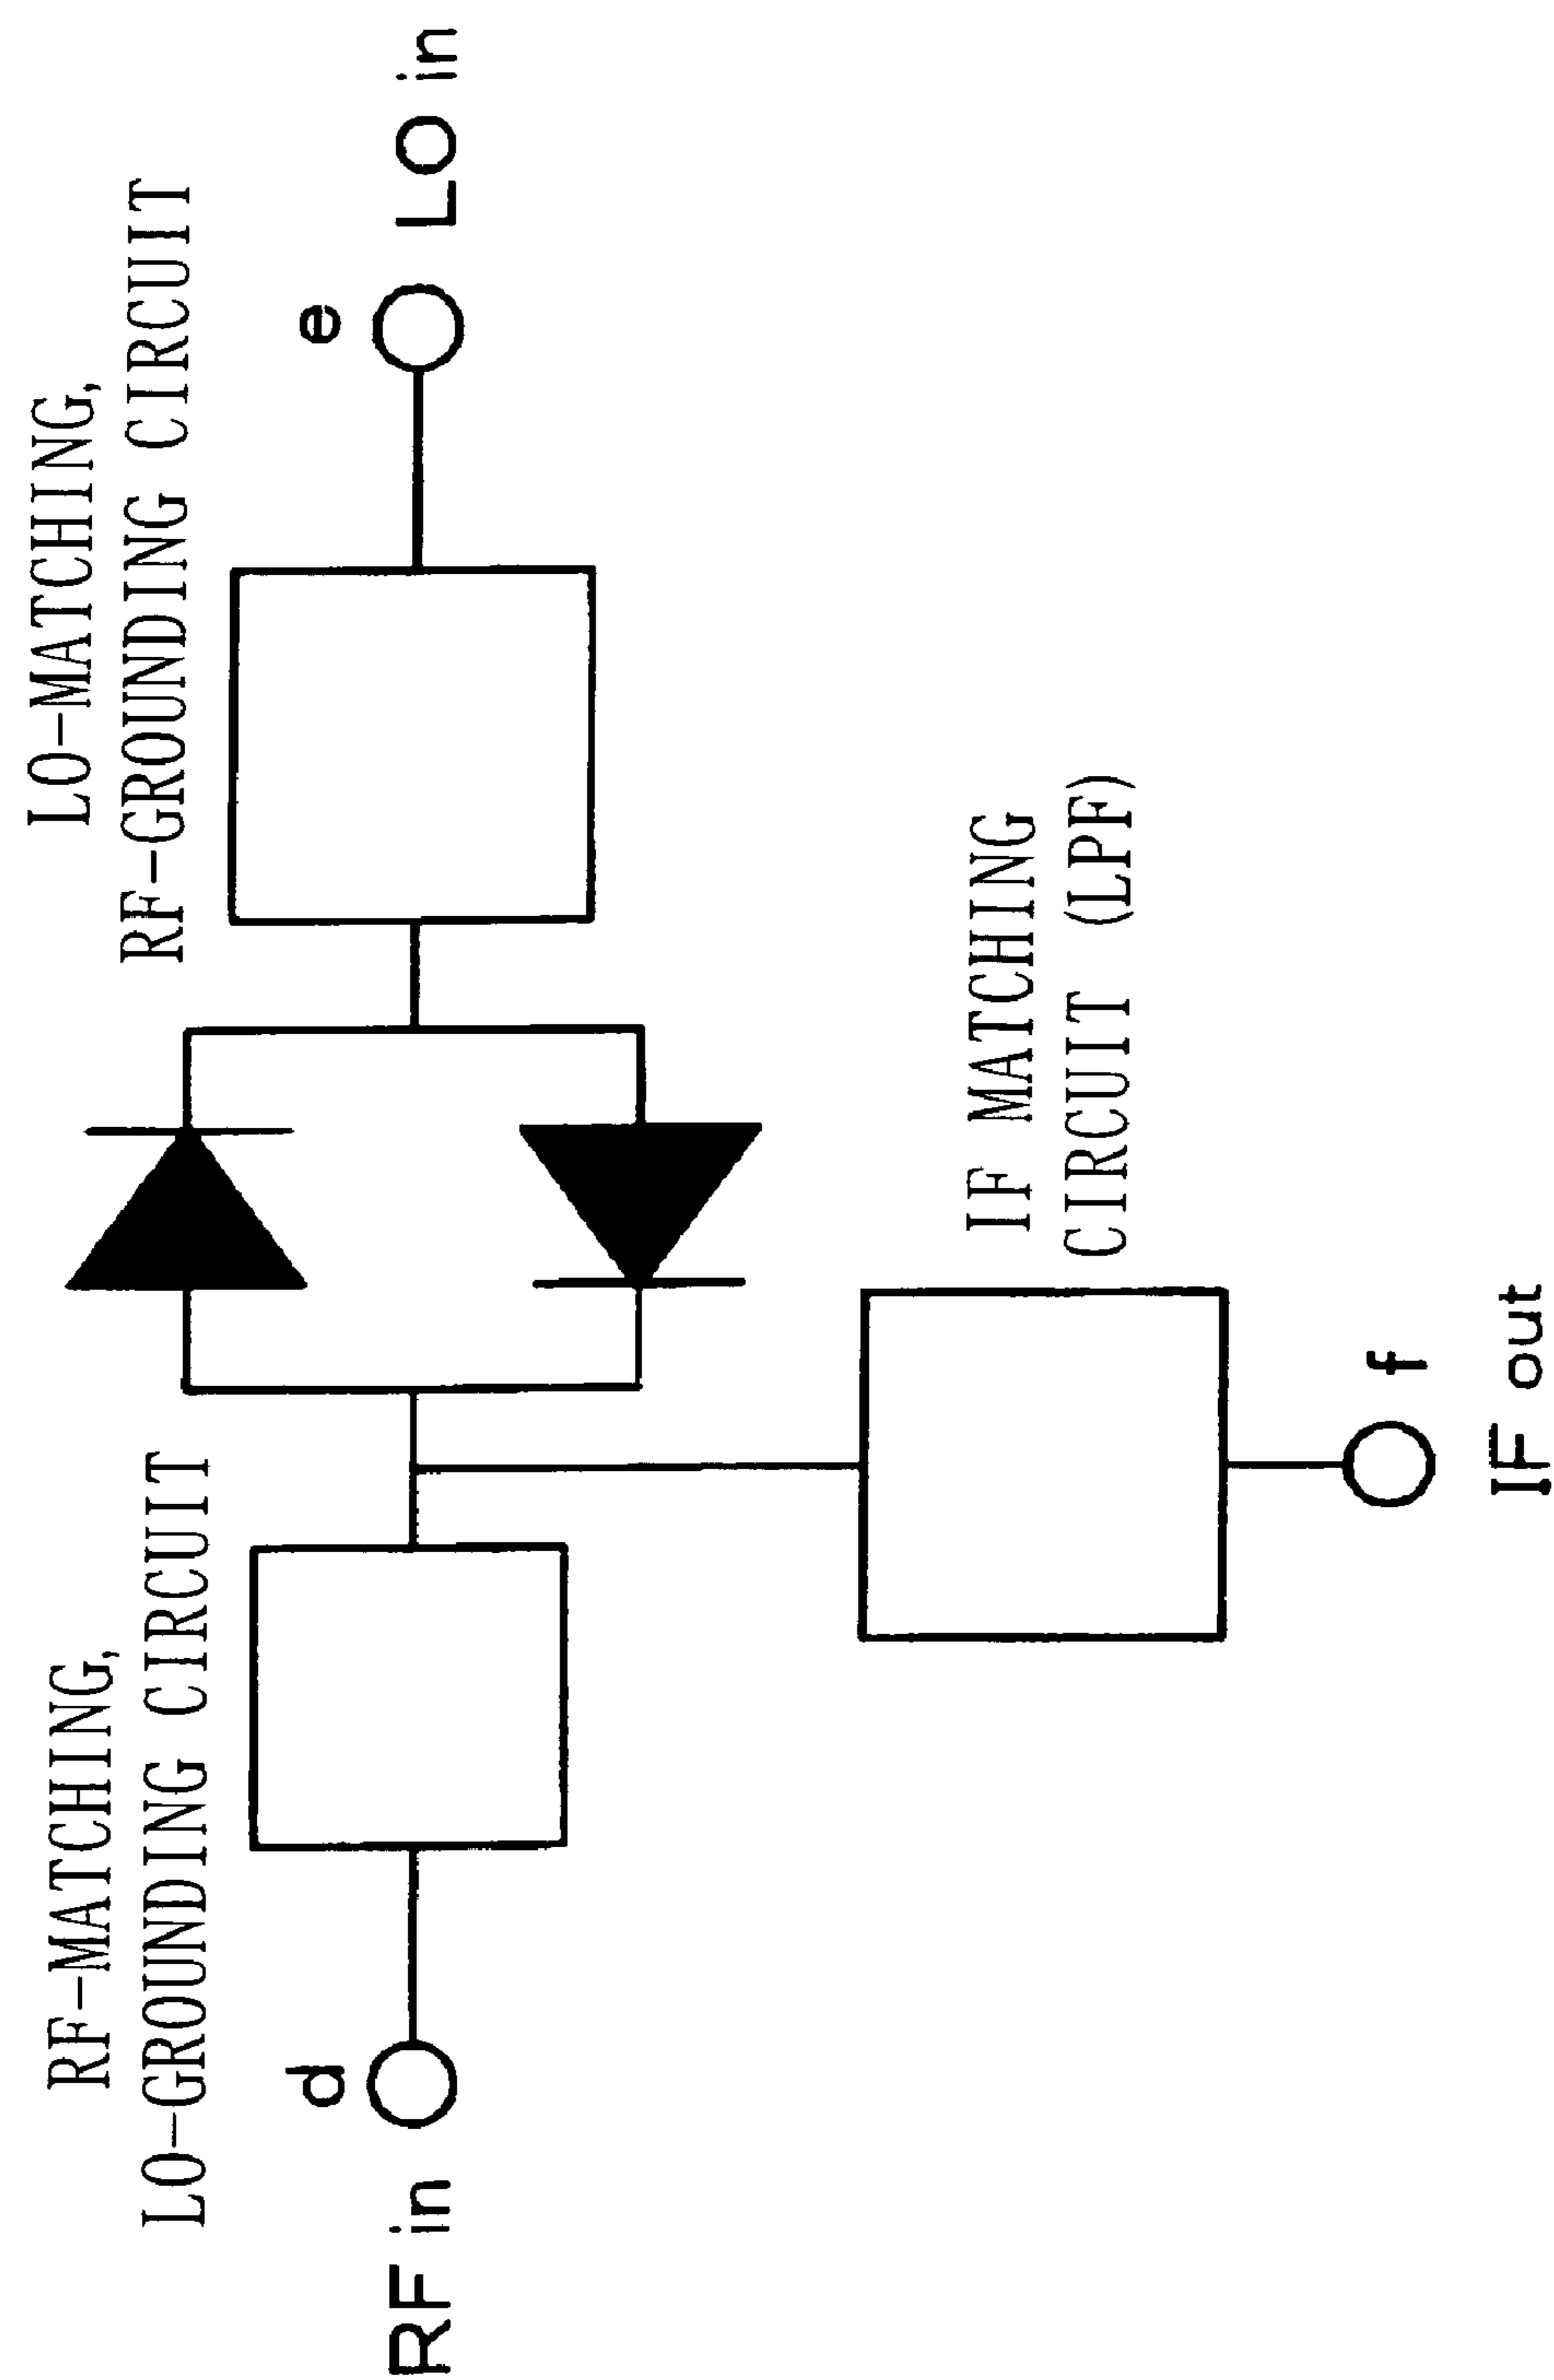 RF-MATCHING,
LO-GROUNDING CIRCUIT
LO-MATCHING,
RF-GROUNDING CIRCUIT
d
e
RF in
LO in
IF MATCHING
CIRCUIT (LPF)
f
IF out